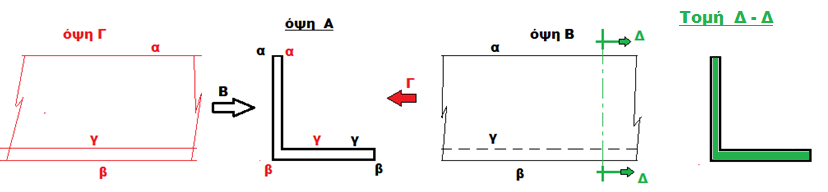 όψη Γ
όψη Α
όψη Β
Τομή Δ - Δ
α
α α
α
Δ
Β
Γ
γ
γ γ
γ
β
β β
β
Δ